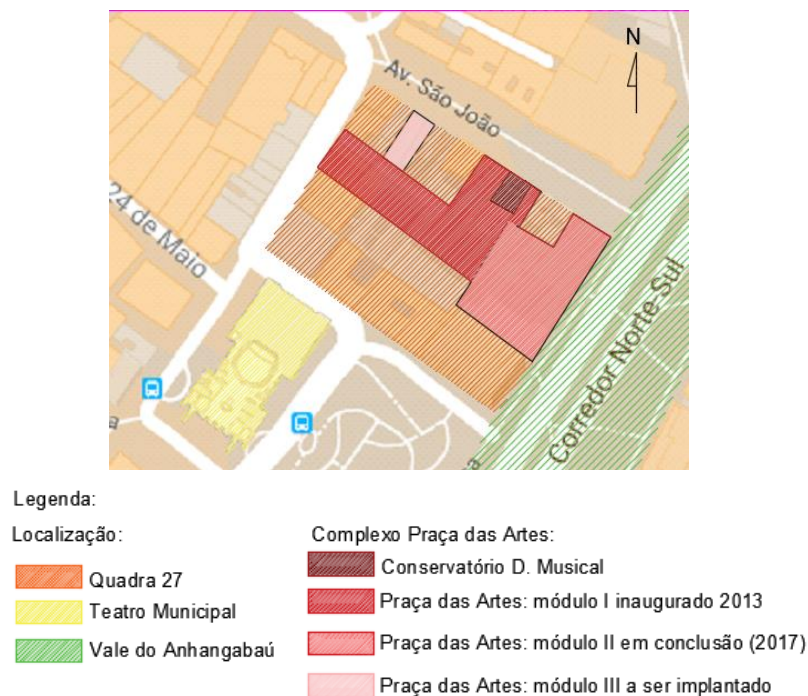 N
Av. São João
24 de Maio
Corredor Norte Sul
a
a
Legenda:
Localização:
Quadra 27
Teatro Municipal
Vale do Anhangabaú
Complexo Praça das Artes:
Conservatório D. Musical
Praça das Artes: módulo I inaugurado 2013
Praça das Artes: módulo II em conclusão (2017)
Praça das Artes: módulo III a ser implantado